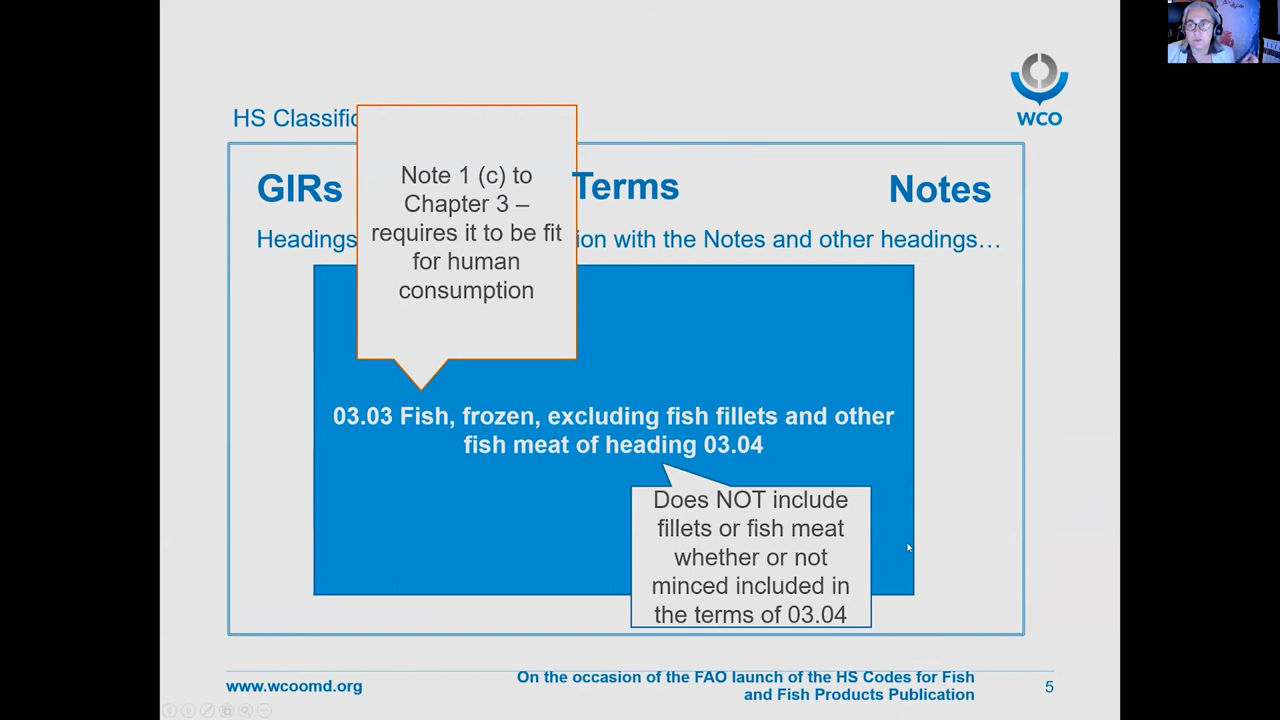 WCO
HS Classific
Note 1 (c) to
Chapter 3 –
requires it to be fit
for human
consumption
GIRs
Terms
Notes
Headings
ion with the Notes and other headings…
03.03 Fish, frozen, excluding fish fillets and other
fish meat of heading 03.04
Does NOT include
fillets or fish meat
whether or not
minced included in
the terms of 03.04
www.wcoomd.org
On the occasion of the FAO launch of the HS Codes for Fish
and Fish Products Publication
5